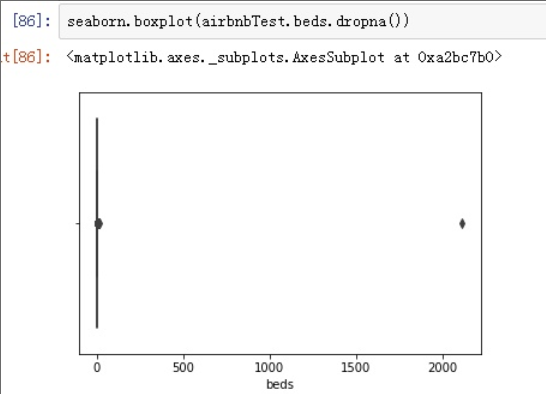 [86]: seaborn.boxplot(airbnbTest.beds.dropna())
t[86]: <matplotlib.axes._subplots.AxesSubplot at 0xa2bc7b0>
0 500 1000 1500 2000
beds